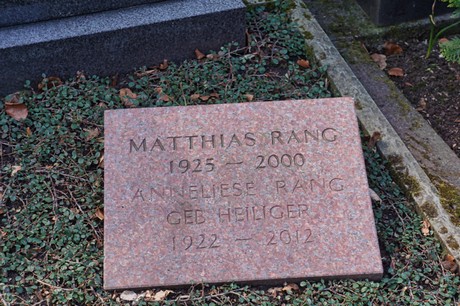 MATTHIAS RANG
1925 – 2000
ANNELIESE RANG
GEB HEILIGER
1922 – 2012